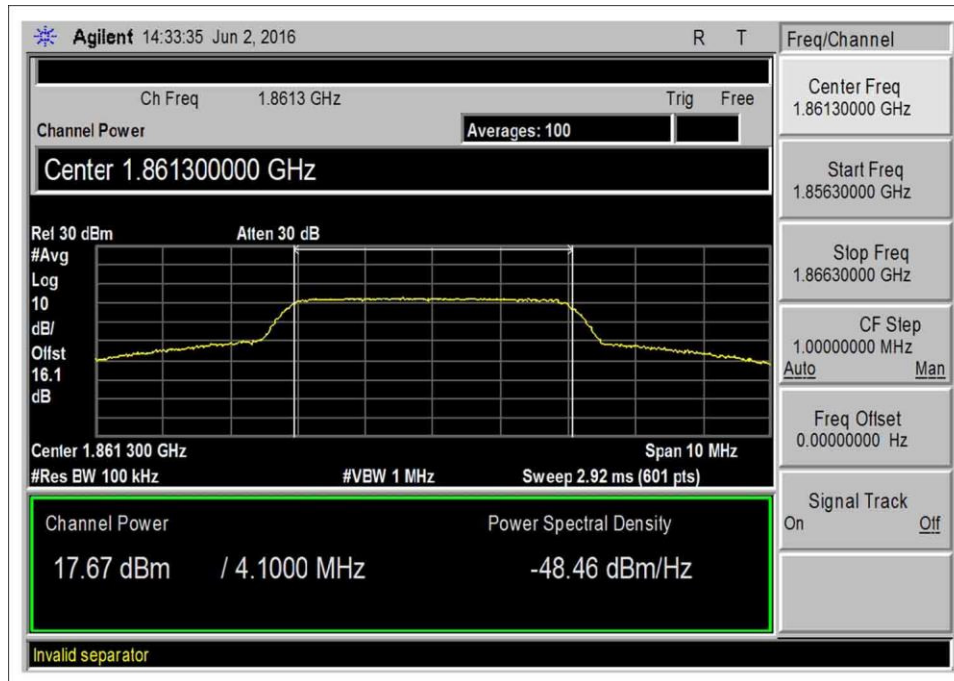 Agilent 14:33:35 Jun 2, 2016 R T
Ch Freq 1.8613 GHz Trig Free
Channel Power Averages: 100
Center 1.861300000 GHz
Ref 30 dBm Atten 30 dB
#Avg
Log
10
dB/
Offst
16.1
dB
Center 1.861 300 GHz Span 10 MHz
#Res BW 100 kHz #VBW 1 MHz Sweep 2.92 ms (601 pts)
Channel Power Power Spectral Density
17.67 dBm / 4.1000 MHz -48.46 dBm/Hz
Invalid separator
Freq/Channel
Center Freq
1.86130000 GHz
Start Freq
1.85630000 GHz
Stop Freq
1.86630000 GHz
CF Step
1.00000000 MHz
Auto Man
Freq Offset
0.00000000 Hz
Signal Track
On Off